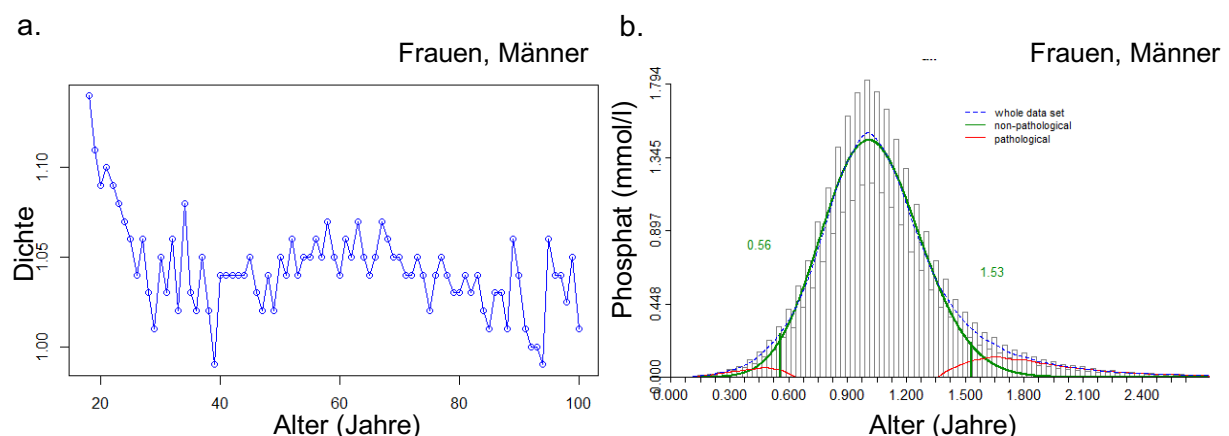 a.
Frauen, Männer
Dichte
1.10
1.05
1.00
20
40
60
80
100
Alter (Jahre)
b.
Frauen, Männer
whole data set
non-pathological
pathological
Phosphat (mmol/l)
1.794
1.345
0.897
0.448
0.56
1.53
0.000
0.300
0.600
0.900
1.200
1.500
1.800
2.100
2.400
Alter (Jahre)